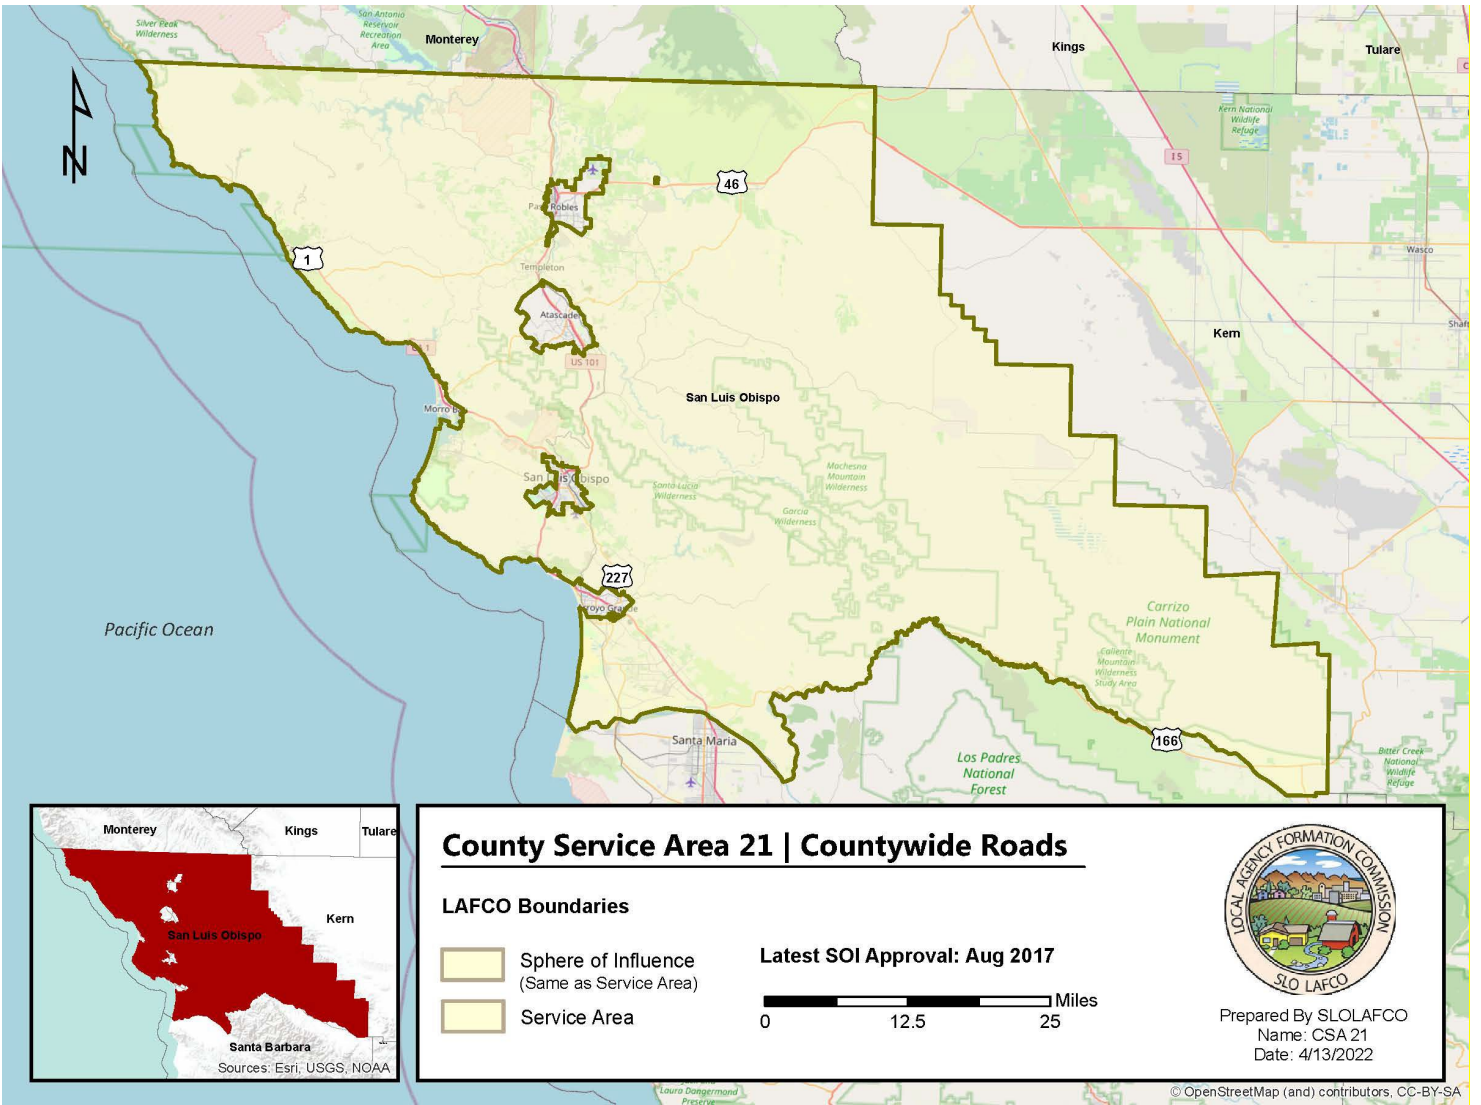 Silver Peak
Wilderness
San Antonio
Reservoir
Recreation
Area
Monterey
Kings
Tulare
Kern National
Wildlife
Refuge
I 5
N
46
Robles
Templeton
1
Wasco
Atascade
Kern
US 101
San Luis Obispo
Morro B
San Luis Obispo
Santa Lucia
Wilderness
Machesna
Mountain
Wilderness
Garcia
Wilderness
227
Arroyo Grande
Pacific Ocean
Carrizo
Plain National
Monument
Caliente
Mountain
Wilderness
Study Area
Santa Maria
166
Los Padres
National
Forest
Bitter Creek
National
Wildlife
Refuge
Monterey
Kings
Tulare
Kern
San Luis Obispo
Santa Barbara
Sources: Esri, USGS, NOAA
County Service Area 21 | Countywide Roads
LAFCO Boundaries
Sphere of Influence
(Same as Service Area)
Service Area
Latest SOI Approval: Aug 2017
Miles
0 12.5 25
LOCAL AGENCY FORMATION COMMISSION
SLO LAFCO
Prepared By SLOLAFCO
Name: CSA 21
Date: 4/13/2022
Laura Dangermond
Preserve
© OpenStreetMap (and) contributors, CC-BY-SA